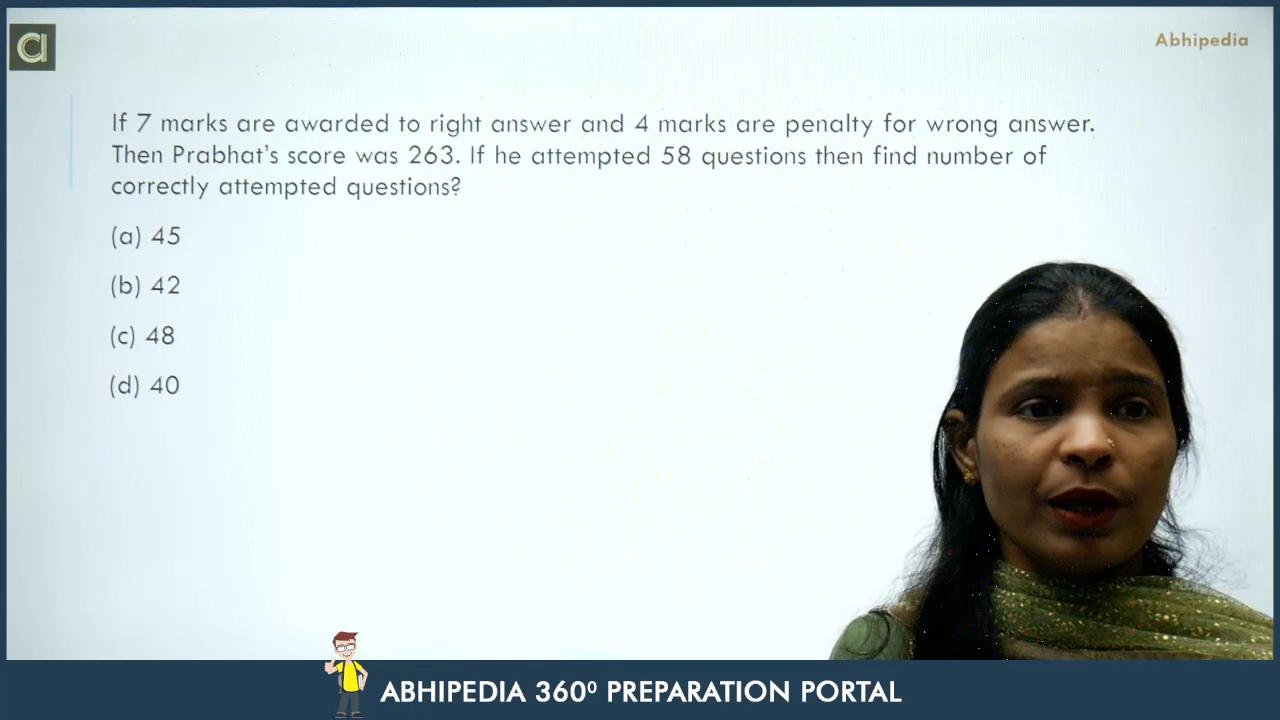 a
Abhipedia
If 7 marks are awarded to right answer and 4 marks are penalty for wrong answer.
Then Prabhat's score was 263. If he attempted 58 questions then find number of
correctly attempted questions?
(a) 45
(b) 42
(c) 48
(d) 40
ABHIPEDIA 360⁰ PREPARATION PORTAL